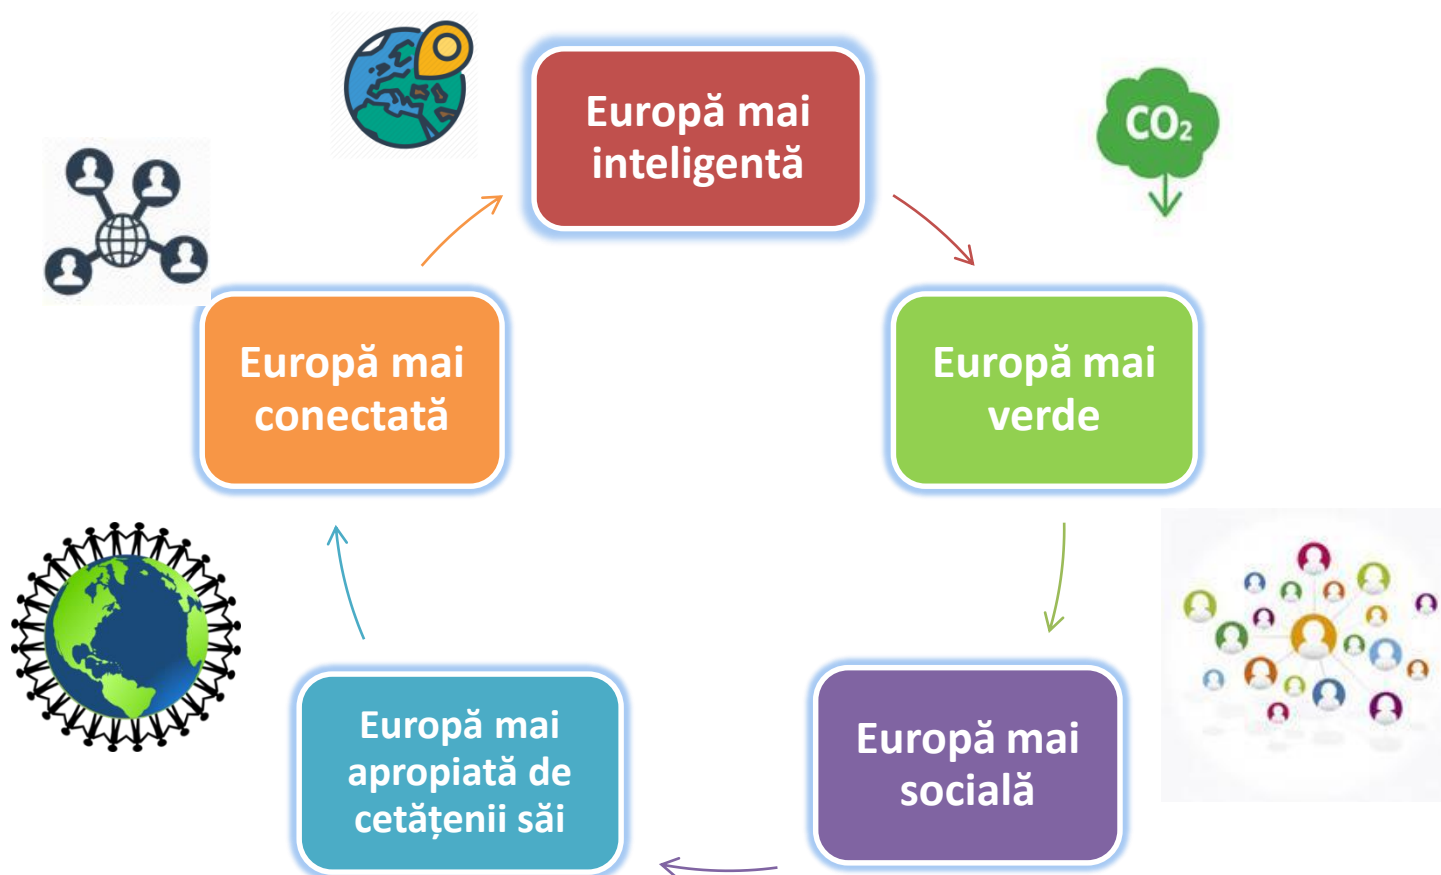 Europă mai
inteligentă
CO₂
Europă mai
conectată
Europă mai
verde
Europă mai
apropiată de
cetățenii săi
Europă mai
socială